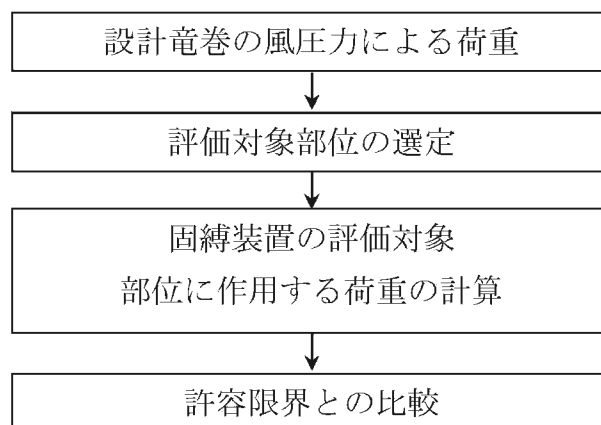 設計竜巻の風圧力による荷重
評価対象部位の選定
固縛装置の評価対象
部位に作用する荷重の計算
許容限界との比較